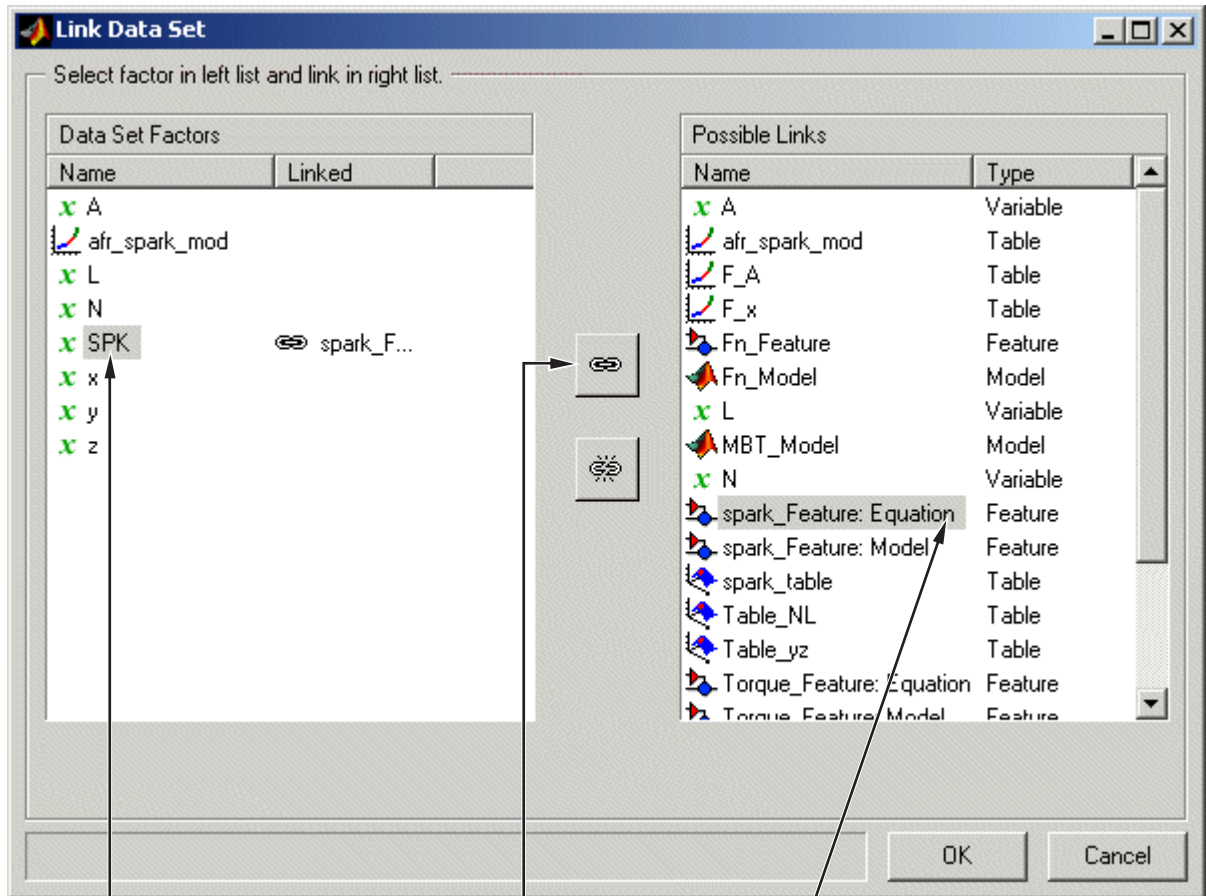 Link Data Set
Select factor in left list and link in right list.
Data Set Factors
Name Linked
x A
afr_spark_mod
x L
x N
x SPK spark_F...
x x
x y
x z
Possible Links
Name Type
x A Variable
afr_spark_mod Table
F_A Table
F_x Table
Fn_Feature Feature
Fn_Model Model
x L Variable
MBT_Model Model
x N Variable
spark_Feature: Equation Feature
spark_Feature: Model Feature
spark_table Table
Table_NL Table
Table_yz Table
Torque_Feature: Equation Feature
Torque_Feature: Model Feature
OK Cancel